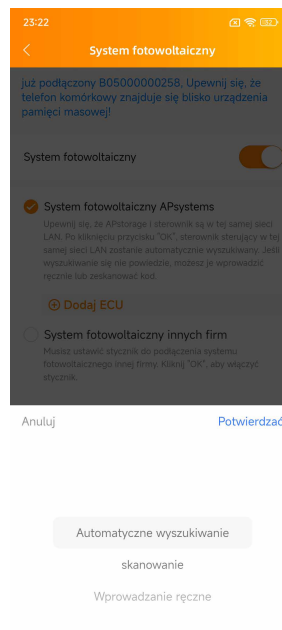 23:22
System fotowoltaiczny
już podłączony B05000000258, Upewnij się, że
telefon komórkowy znajduje się blisko urządzenia
pamięci masowej!
System fotowoltaiczny
System fotowoltaiczny APsystems
Upewnij się, że APstorage i sterownik są w tej samej sieci
LAN. Po kliknięciu przycisku "OK", sterownik sterujący w tej
samej sieci LAN zostanie automatycznie wyszukiwany. Jeśli
wyszukiwanie się nie powiedzie, możesz je wprowadzić
ręcznie lub zeskanować kod.
Dodaj ECU
System fotowoltaiczny innych firm
Musisz ustawić stycznik do podłączenia systemu
fotowoltaicznego innej firmy. Kliknij "OK", aby włączyć
stycznik.
Anuluj
Potwierdzać
Automatyczne wyszukiwanie
skanowanie
Wprowadzanie ręczne